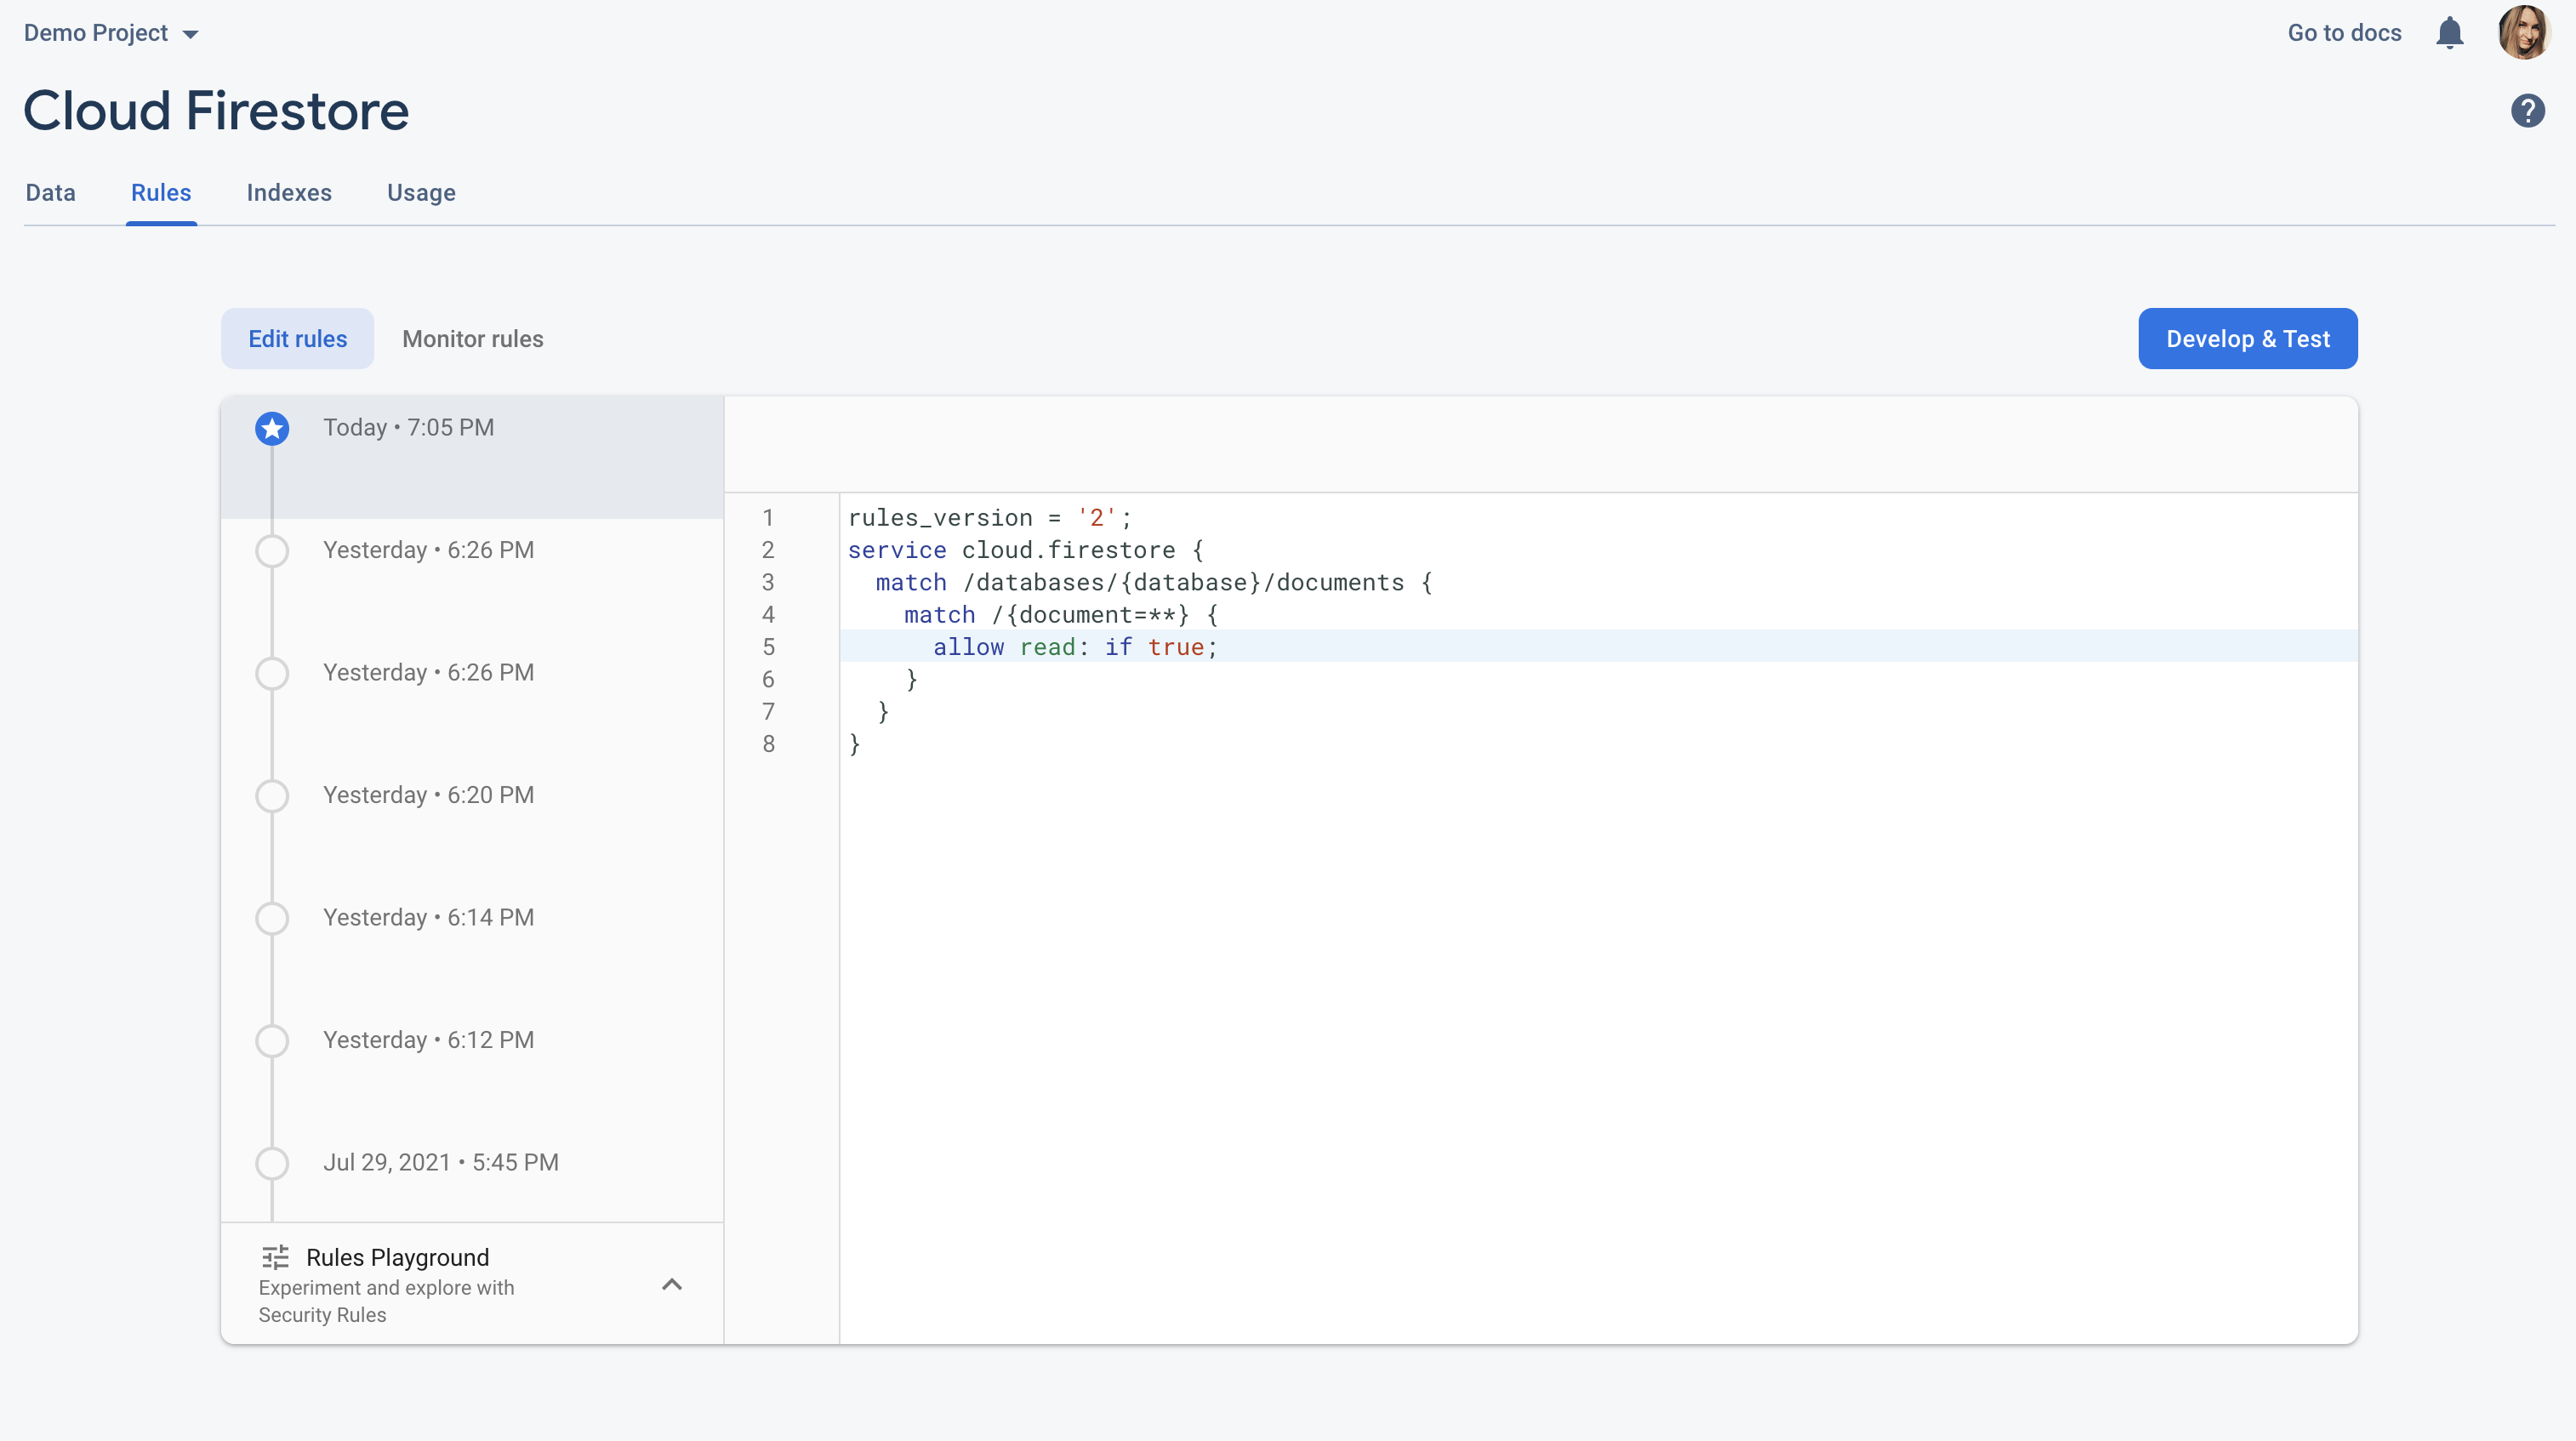 Demo Project
Go to docs
Cloud Firestore
Data
Rules
Indexes
Usage
Edit rules
Monitor rules
Develop & Test
Today • 7:05 PM
Yesterday • 6:26 PM
Yesterday • 6:26 PM
Yesterday • 6:20 PM
Yesterday • 6:14 PM
Yesterday • 6:12 PM
Jul 29, 2021 • 5:45 PM
Rules Playground
Experiment and explore with
Security Rules
1 rules_version = '2';
2 service cloud.firestore {
3   match /databases/{database}/documents {
4     match /{document=**} {
5       allow read: if true;
6     }
7   }
8 }